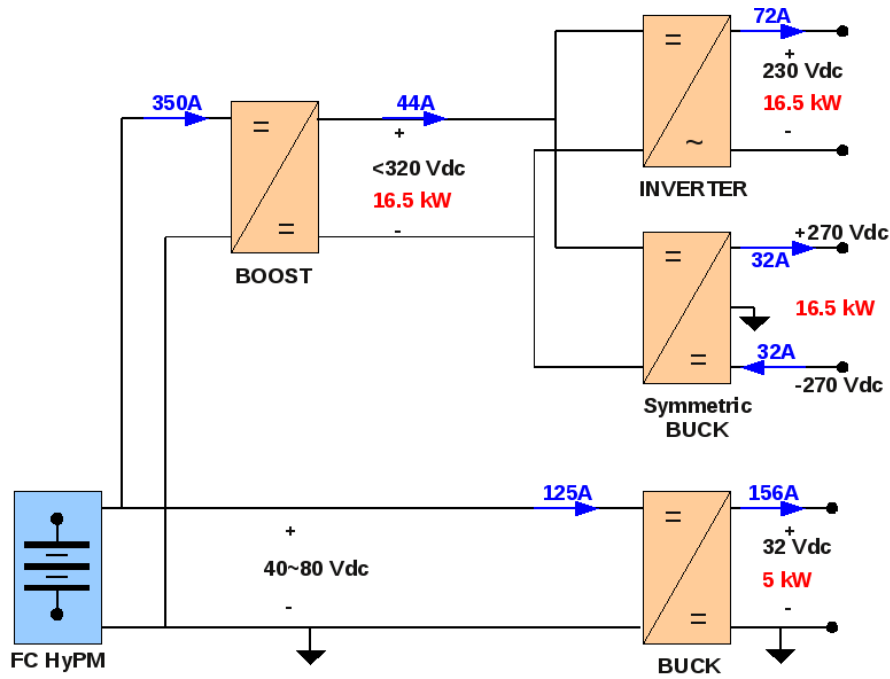 72A
=
+
230 Vdc
16.5 kW
-
~
INVERTER
350A
=
=
BOOST
44A
+
<320 Vdc
16.5 kW
-
=
+270 Vdc
32A
16.5 kW
=
32A
-270 Vdc
Symmetric
BUCK
125A
=
156A
+
32 Vdc
5 kW
-
=
BUCK
+
40~80 Vdc
-
FC HyPM